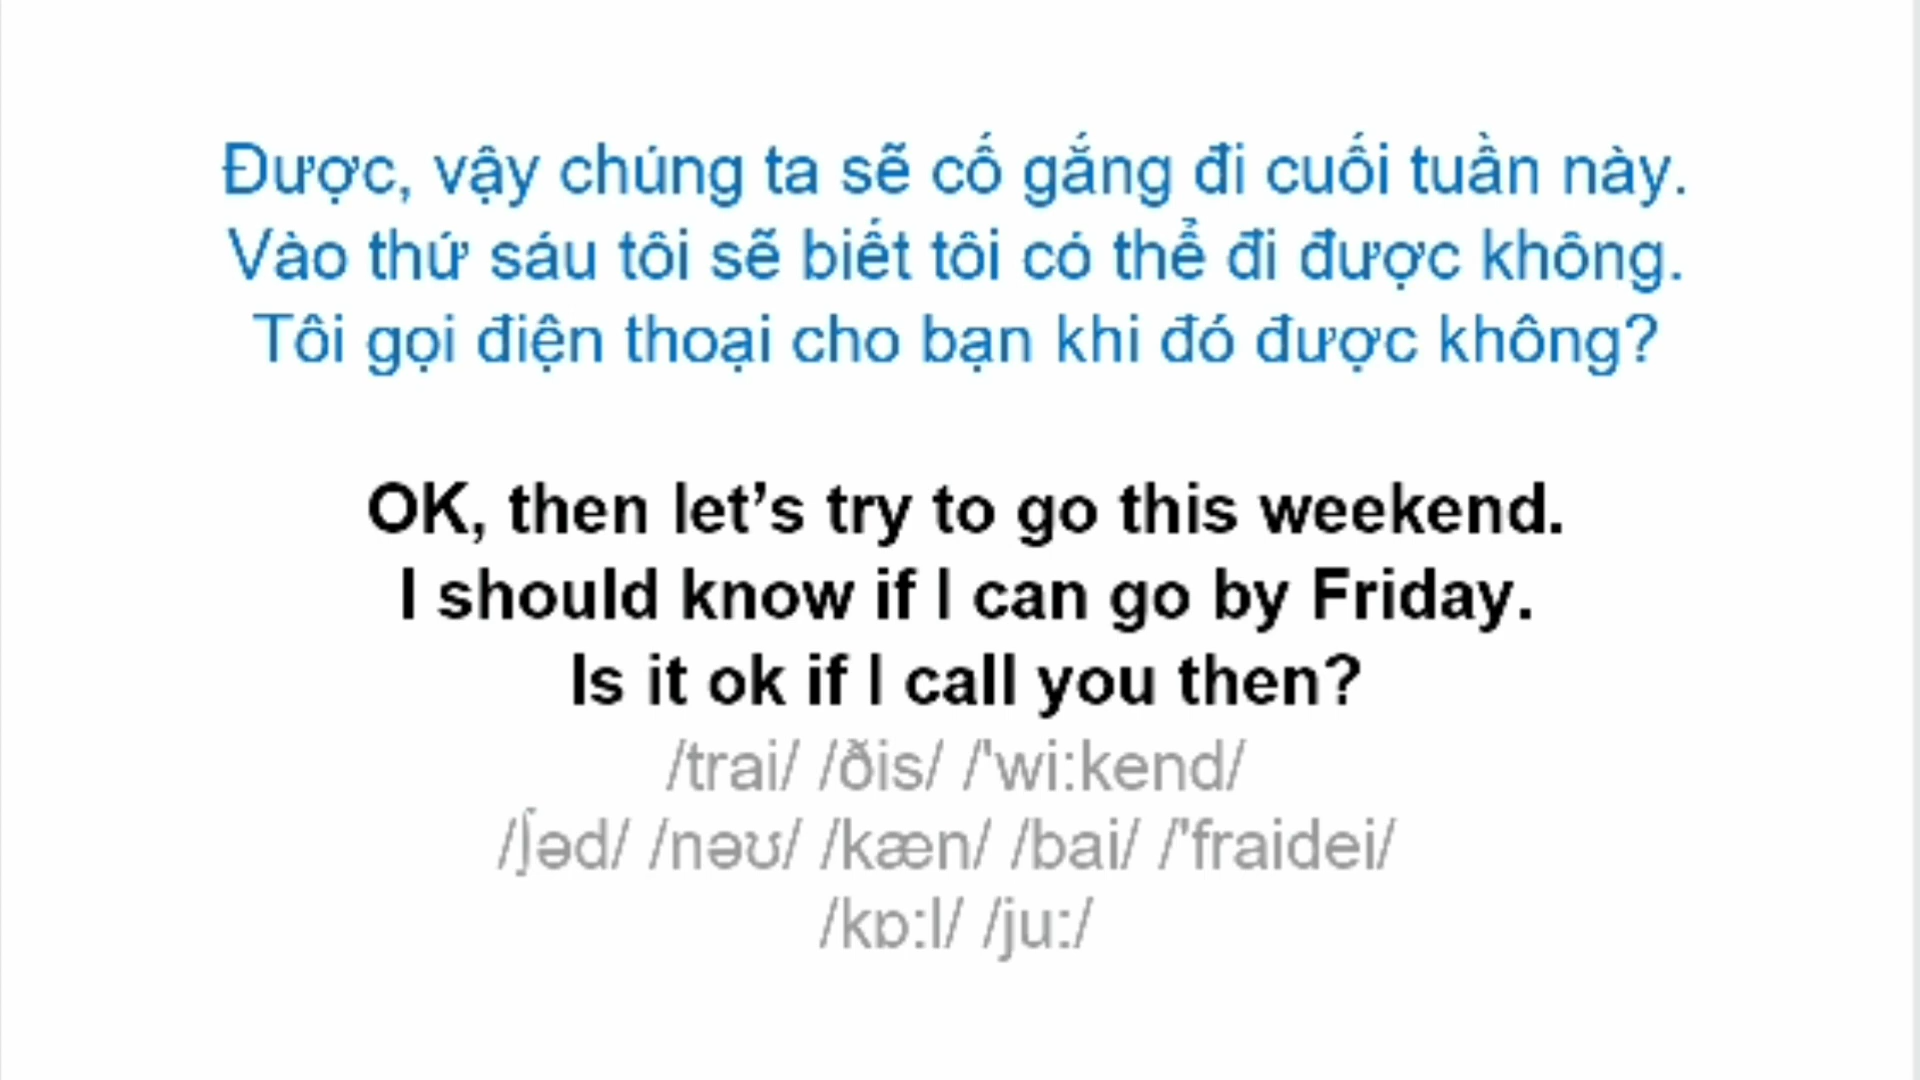 Được, vậy chúng ta sẽ cố gắng đi cuối tuần này.
Vào thứ sáu tôi sẽ biết tôi có thể đi được không.
Tôi gọi điện thoại cho bạn khi đó được không?
OK, then let’s try to go this weekend.
I should know if I can go by Friday.
Is it ok if I call you then?
/trai/ /ðis/ /'wi:kend/
/ʃəd/ /nəʊ/ /kæn/ /bai/ /'fraidei/
/kɒ:l/ /ju:/